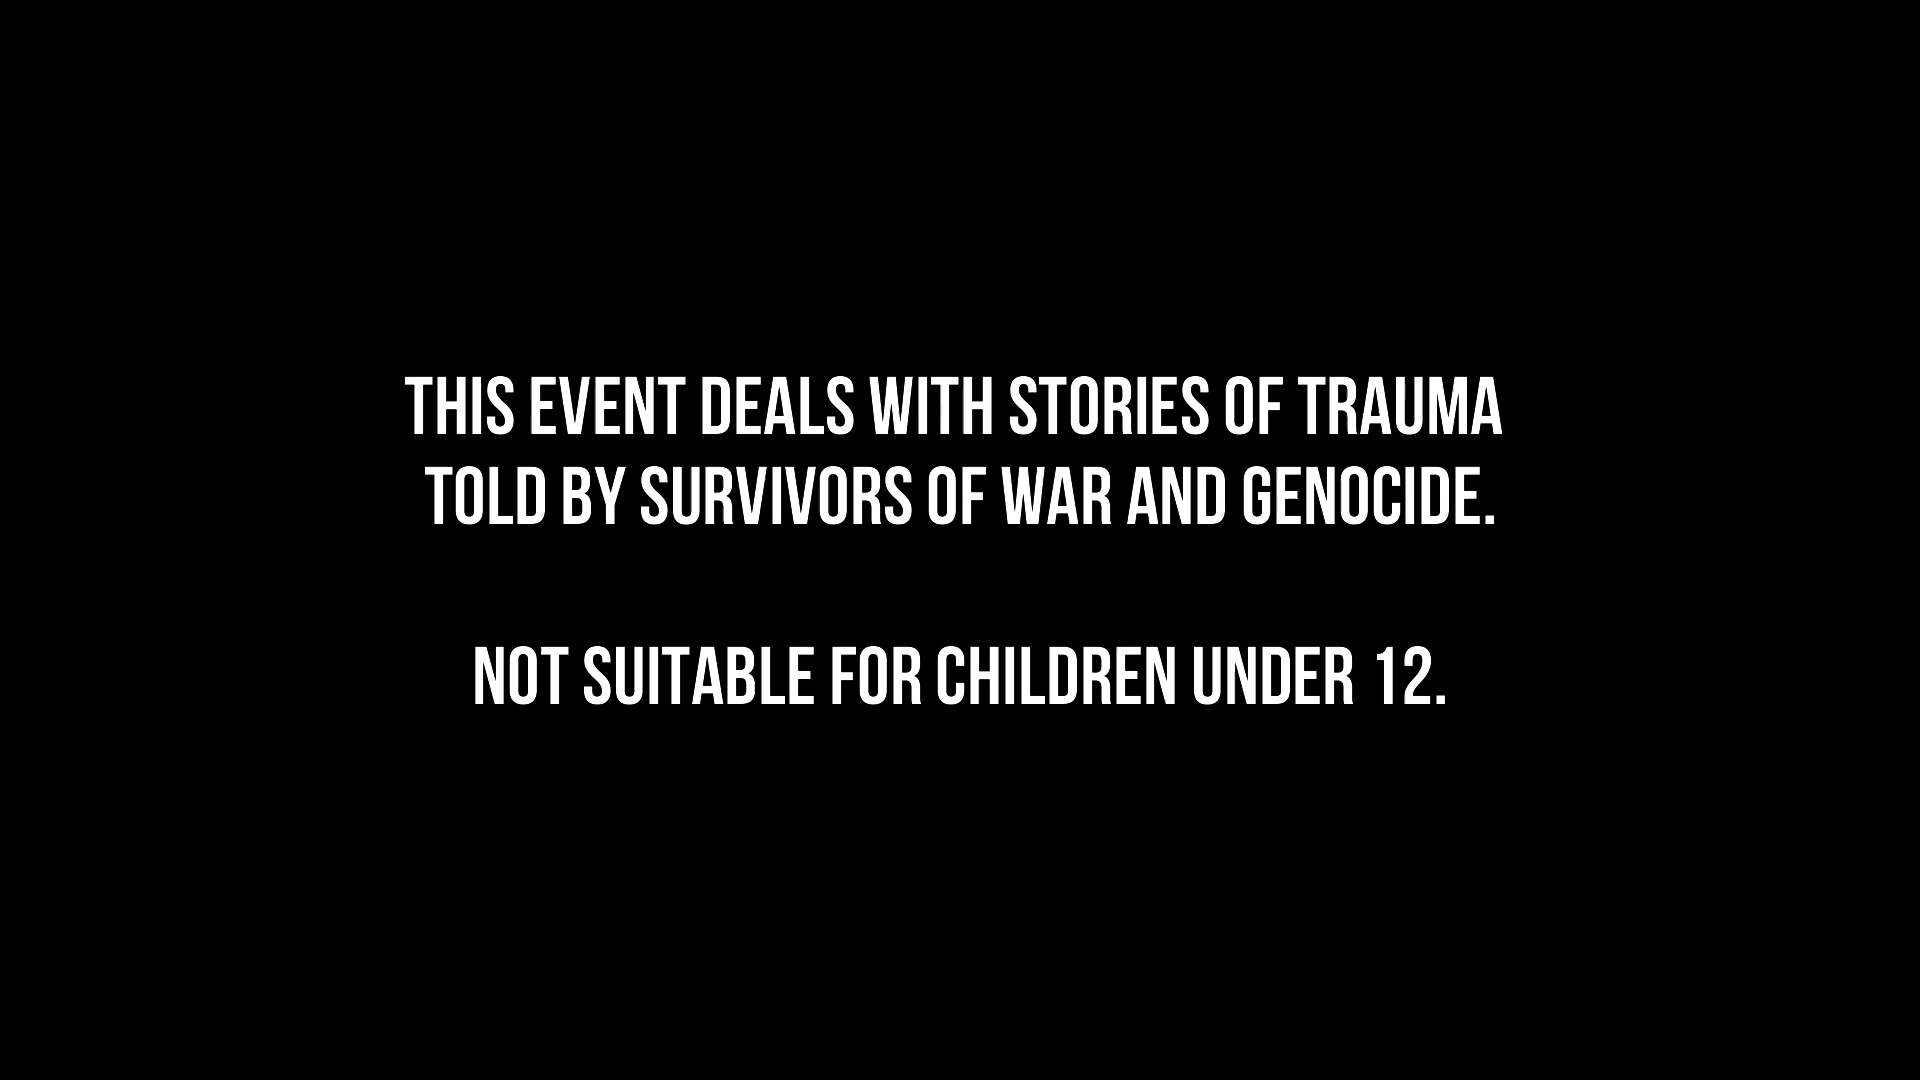 THIS EVENT DEALS WITH STORIES OF TRAUMA
TOLD BY SURVIVORS OF WAR AND GENOCIDE.
NOT SUITABLE FOR CHILDREN UNDER 12.